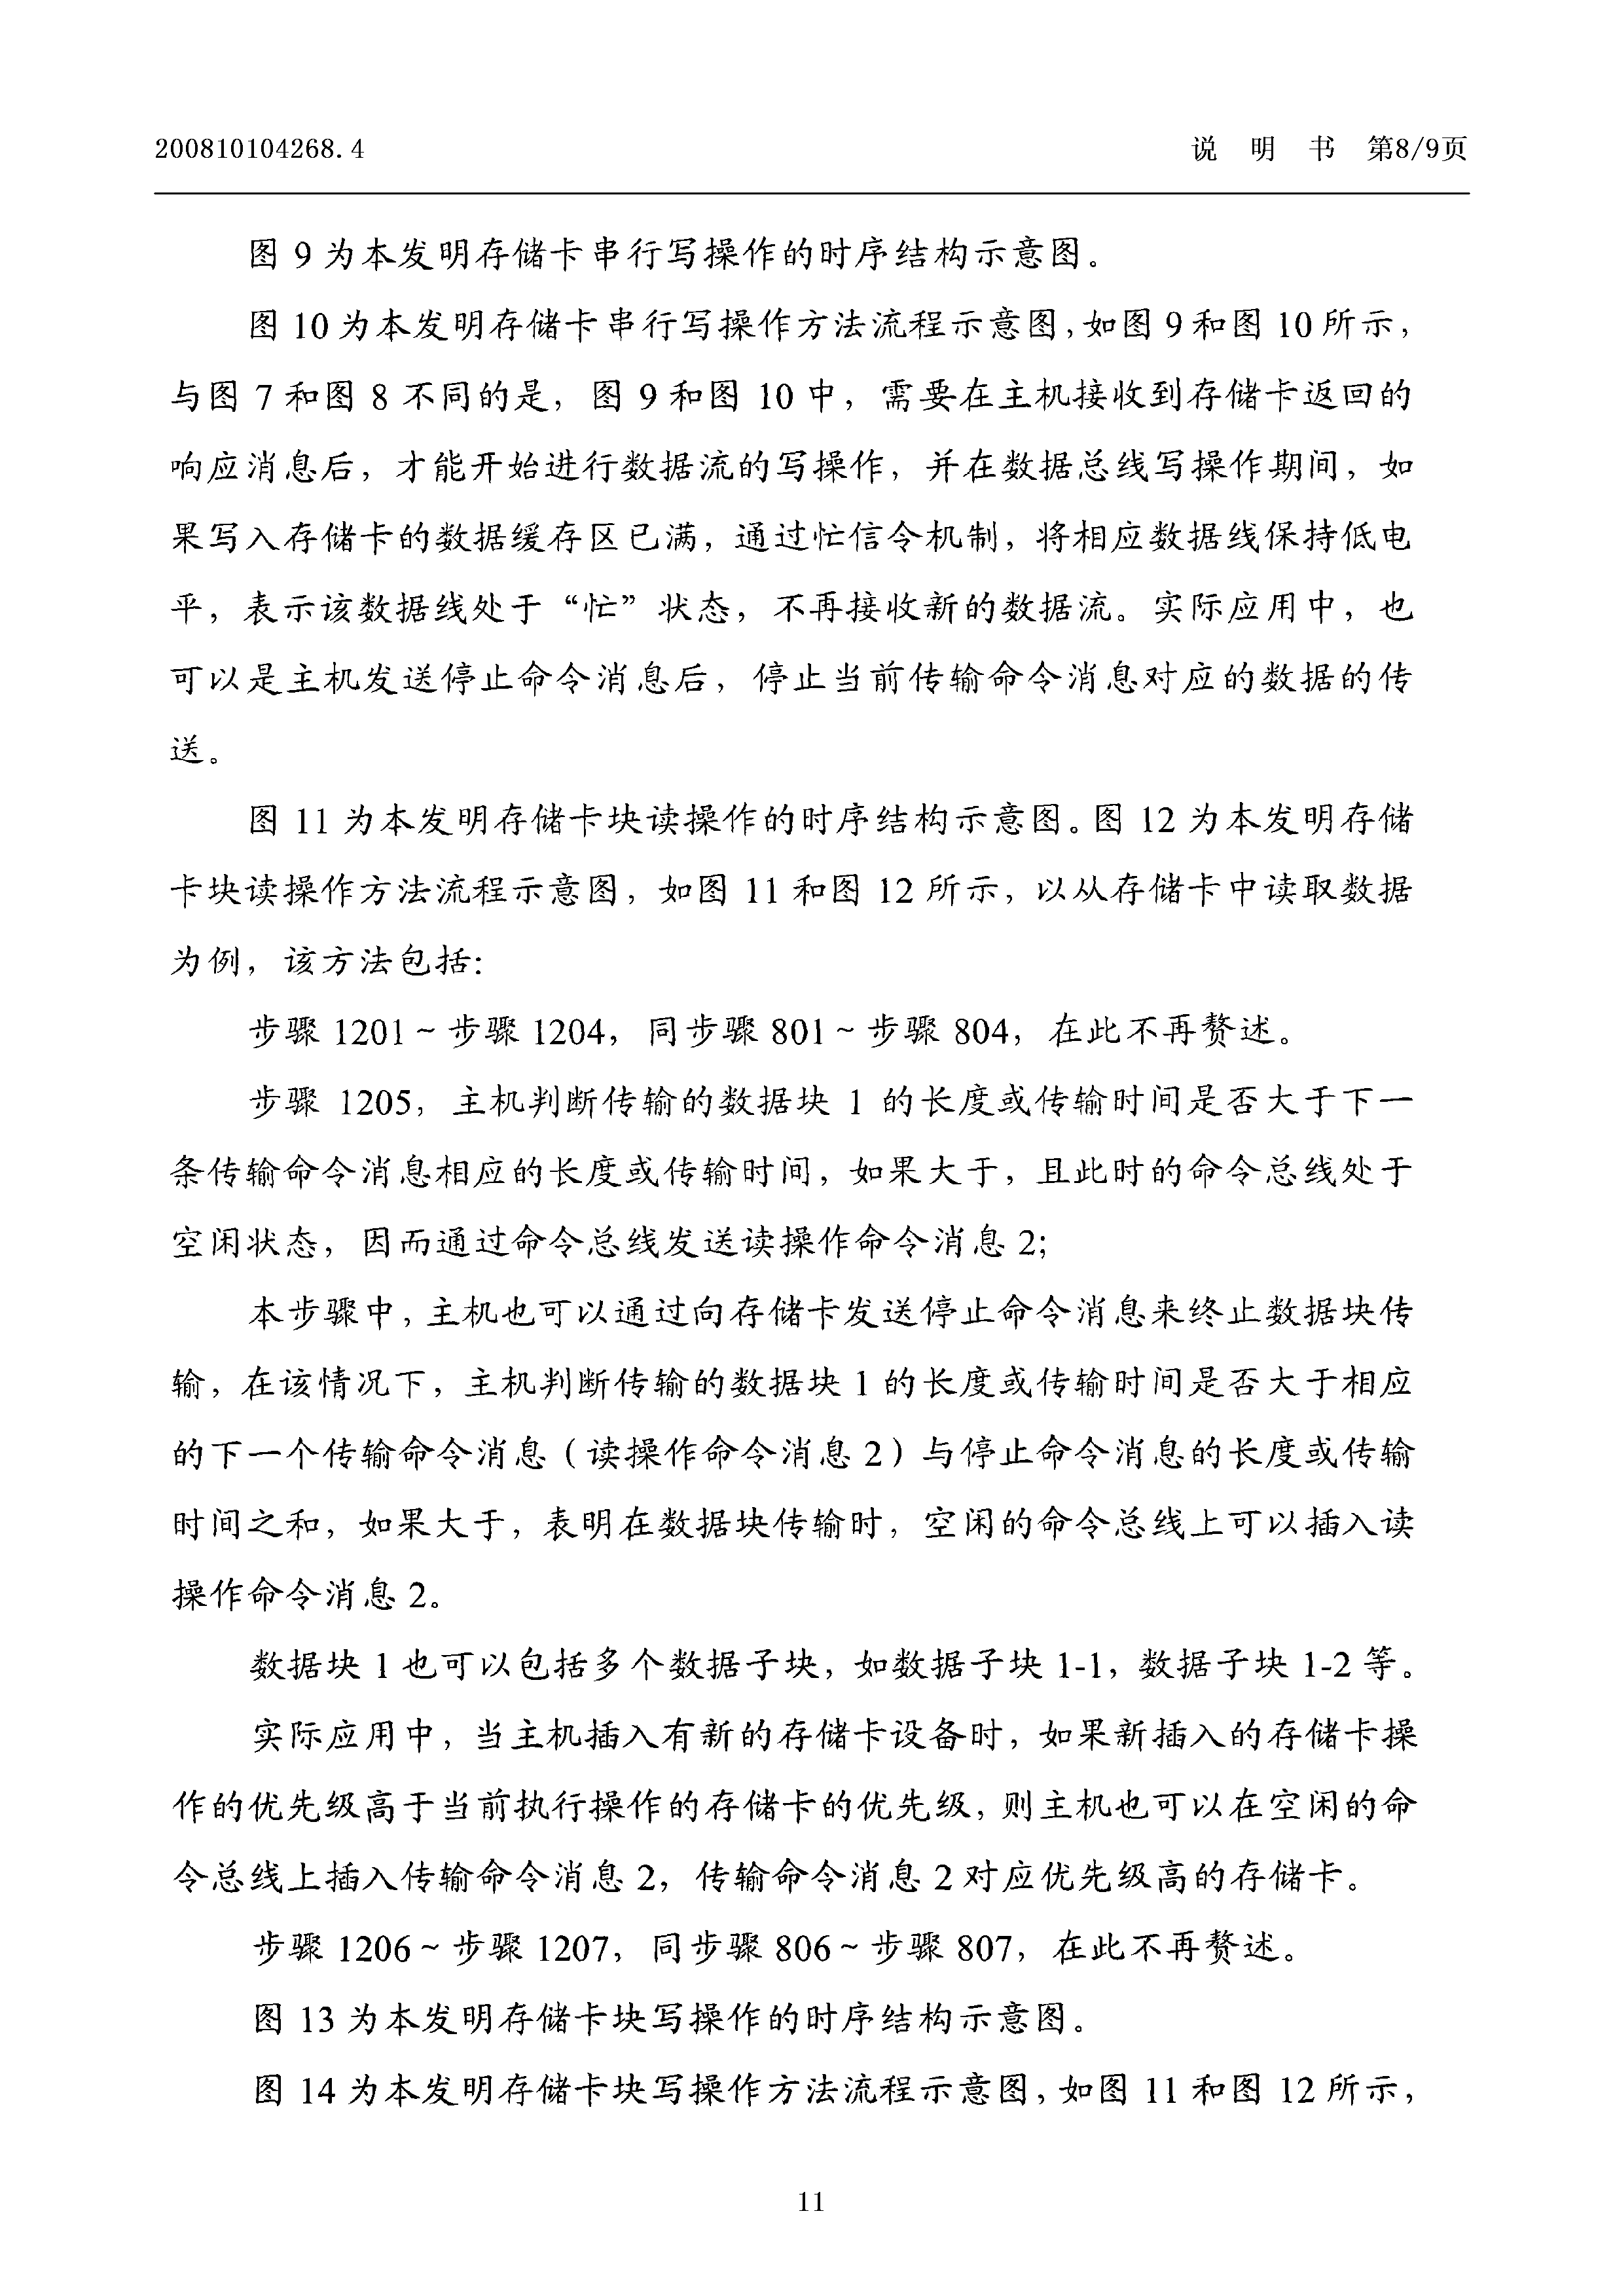 200810104268.4 说 明 书 第8/9页
图 9 为本发明存储卡串行写操作的时序结构示意图。
图 10 为本发明存储卡串行写操作方法流程示意图,如图 9 和图 10 所示，
与图 7 和图 8 不同的是，图 9 和图 10 中，需要在主机接收到存储卡返回的
响应消息后，才能开始进行数据流的写操作，并在数据总线写操作期间，如
果写入存储卡的数据缓存区已满，通过忙信令机制，将相应数据线保持低电
平，表示该数据线处于“忙”状态，不再接收新的数据流。实际应用中，也
可以是主机发送停止命令消息后，停止当前传输命令消息对应的数据的传
送。
图 11 为本发明存储卡块读操作的时序结构示意图。图 12 为本发明存储
卡块读操作方法流程示意图，如图 11 和图 12 所示，以从存储卡中读取数据
为例，该方法包括:
步骤 1201～步骤 1204，同步骤 801～步骤 804，在此不再赘述。
步骤 1205，主机判断传输的数据块 1 的长度或传输时间是否大于下一
条传输命令消息相应的长度或传输时间，如果大于，且此时的命令总线处于
空闲状态，因而通过命令总线发送读操作命令消息 2;
本步骤中,主机也可以通过向存储卡发送停止命令消息来终止数据块传
输，在该情况下，主机判断传输的数据块 1 的长度或传输时间是否大于相应
的下一个传输命令消息（读操作命令消息 2）与停止命令消息的长度或传输
时间之和，如果大于，表明在数据块传输时，空闲的命令总线上可以插入读
操作命令消息 2。
数据块 1 也可以包括多个数据子块，如数据子块 1-1，数据子块 1-2 等。
实际应用中，当主机插入有新的存储卡设备时，如果新插入的存储卡操
作的优先级高于当前执行操作的存储卡的优先级,则主机也可以在空闲的命
令总线上插入传输命令消息 2，传输命令消息 2 对应优先级高的存储卡。
步骤 1206～步骤 1207，同步骤 806～步骤 807，在此不再赘述。
图 13 为本发明存储卡块写操作的时序结构示意图。
图 14 为本发明存储卡块写操作方法流程示意图,如图 11 和图 12 所示，
11